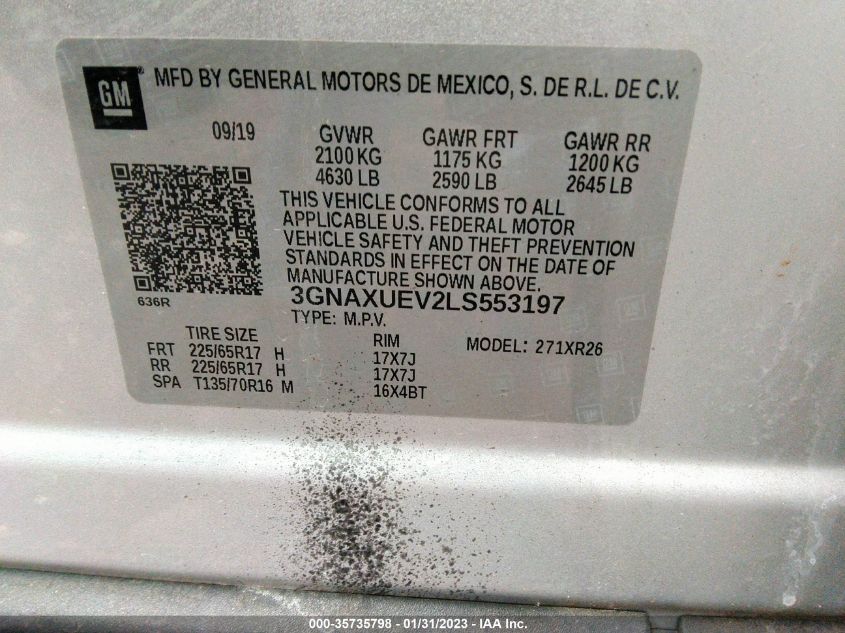 GM
MFD BY GENERAL MOTORS DE MEXICO, S. DE R.L. DE C.V.
09/19 GVWR GAWR FRT GAWR RR
2100 KG 1175 KG 1200 KG
4630 LB 2590 LB 2645 LB
THIS VEHICLE CONFORMS TO ALL
APPLICABLE U.S. FEDERAL MOTOR
VEHICLE SAFETY AND THEFT PREVENTION
STANDARDS IN EFFECT ON THE DATE OF
MANUFACTURE SHOWN ABOVE.
636R
3GNAXUEV2LS553197
TYPE: M.P.V.
TIRE SIZE RIM MODEL: 271XR26
FRT 225/65R17 H 17X7J
RR 225/65R17 H 17X7J
SPA T135/70R16 M 16X4BT
000-35735798 - 01/31/2023 - IAA Inc.